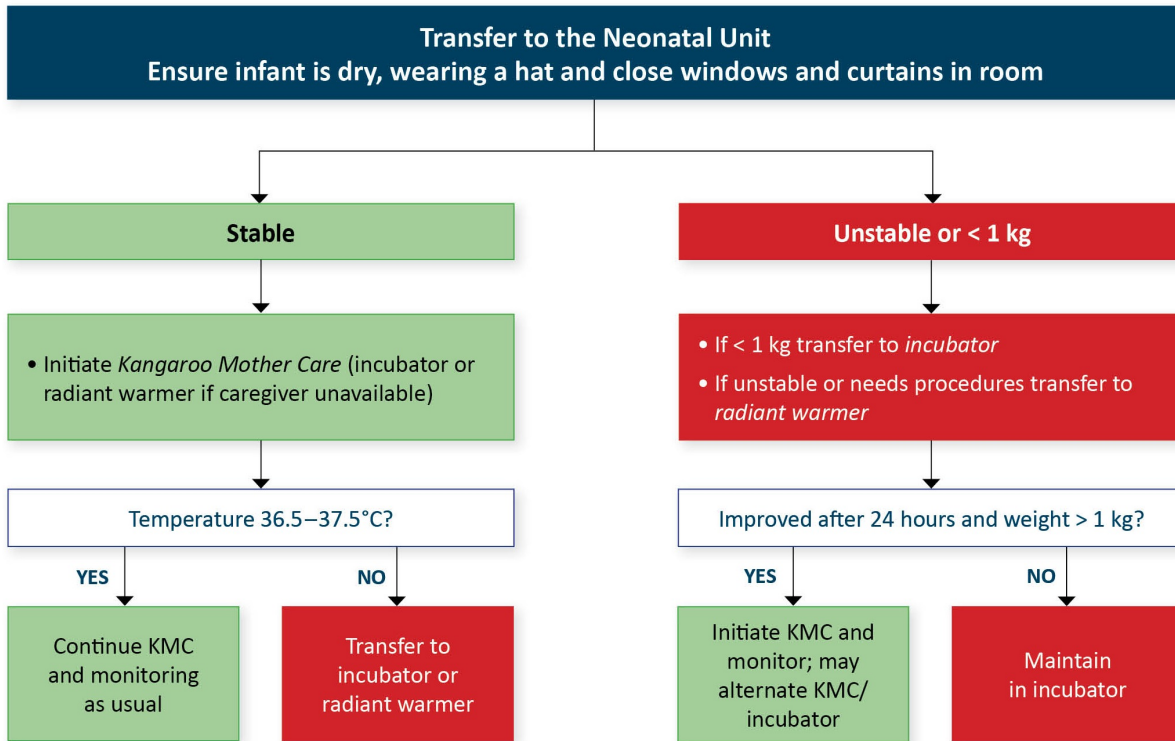 Transfer to the Neonatal Unit
Ensure infant is dry, wearing a hat and close windows and curtains in room
Stable
• Initiate Kangaroo Mother Care (incubator or
radiant warmer if caregiver unavailable)
Temperature 36.5–37.5°C?
YES
NO
Continue KMC
and monitoring
as usual
Transfer to
incubator or
radiant warmer
Unstable or < 1 kg
• If < 1 kg transfer to incubator
• If unstable or needs procedures transfer to
radiant warmer
Improved after 24 hours and weight > 1 kg?
YES
NO
Initiate KMC and
monitor; may
alternate KMC/
incubator
Maintain
in incubator